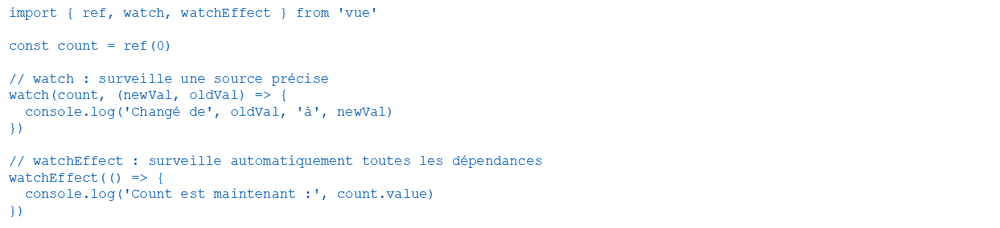 import { ref, watch, watchEffect } from 'vue'
const count = ref(0)
// watch : surveille une source précise
watch(count, (newVal, oldVal) => {
  console.log('Changé de', oldVal, 'à', newVal)
})
// watchEffect : surveille automatiquement toutes les dépendances
watchEffect(() => {
  console.log('Count est maintenant :', count.value)
})